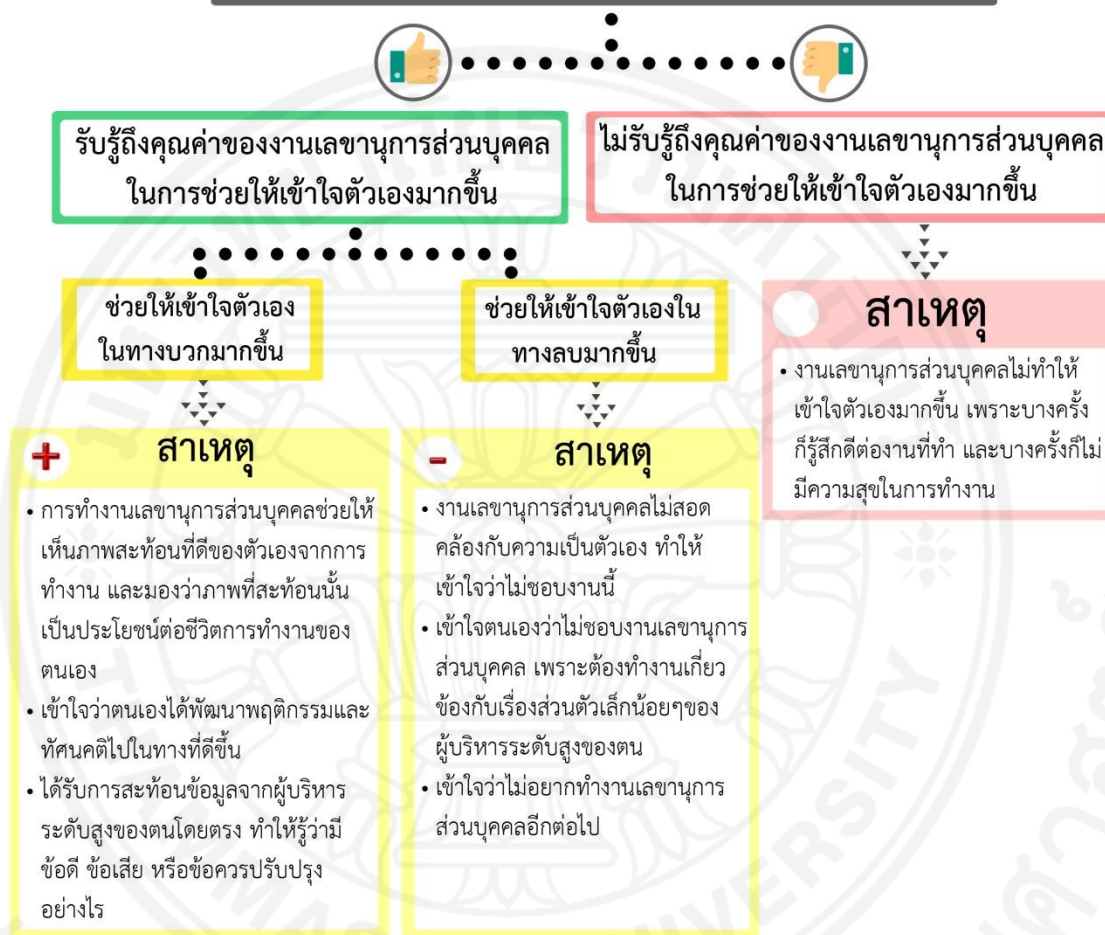 รับรู้ถึงคุณค่าของงานเลขานุการส่วนบุคคล
ในการช่วยให้เข้าใจตัวเองมากขึ้น
ไม่รับรู้ถึงคุณค่าของงานเลขานุการส่วนบุคคล
ในการช่วยให้เข้าใจตัวเองมากขึ้น
ช่วยให้เข้าใจตัวเอง
ในทางบวกมากขึ้น
ช่วยให้เข้าใจตัวเองใน
ทางลบมากขึ้น
+ สาเหตุ
• การทำงานเลขานุการส่วนบุคคลช่วยให้
เห็นภาพสะท้อนที่ดีของตัวเองจากการ
ทำงาน และมองว่าภาพที่สะท้อนนั้น
เป็นประโยชน์ต่อชีวิตการทำงานของ
ตนเอง
• เข้าใจว่าตนเองได้พัฒนาพฤติกรรมและ
ทัศนคติไปในทางที่ดีขึ้น
• ได้รับการสะท้อนข้อมูลจากผู้บริหาร
ระดับสูงของตนโดยตรง ทำให้รู้ว่ามี
ข้อดี ข้อเสีย หรือข้อควรปรับปรุง
อย่างไร
- สาเหตุ
• งานเลขานุการส่วนบุคคลไม่สอด
คล้องกับความเป็นตัวเอง ทำให้
เข้าใจว่าไม่ชอบงานนี้
• เข้าใจตนเองว่าไม่ชอบงานเลขานุการ
ส่วนบุคคล เพราะต้องทำงานเกี่ยว
ข้องกับเรื่องส่วนตัวเล็กน้อยๆของ
ผู้บริหารระดับสูงของตน
• เข้าใจว่าไม่อยากทำงานเลขานุการ
ส่วนบุคคลอีกต่อไป
สาเหตุ
• งานเลขานุการส่วนบุคคลไม่ทำให้
เข้าใจตัวเองมากขึ้น เพราะบางครั้ง
ก็รู้สึกดีต่องานที่ทำ และบางครั้งก็ไม่
มีความสุขในการทำงาน